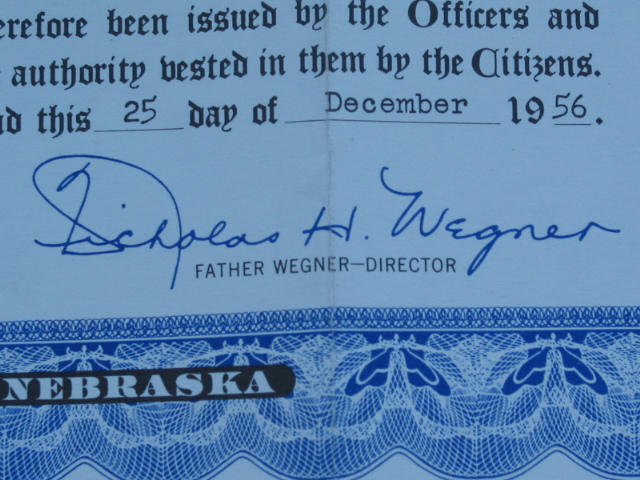 erefore been issued by the Officers and
authority vested in them by the Citizens.
d this 25 day of December 1956.
Nicholas H. Wegner
FATHER WEGNER—DIRECTOR
NEBRASKA